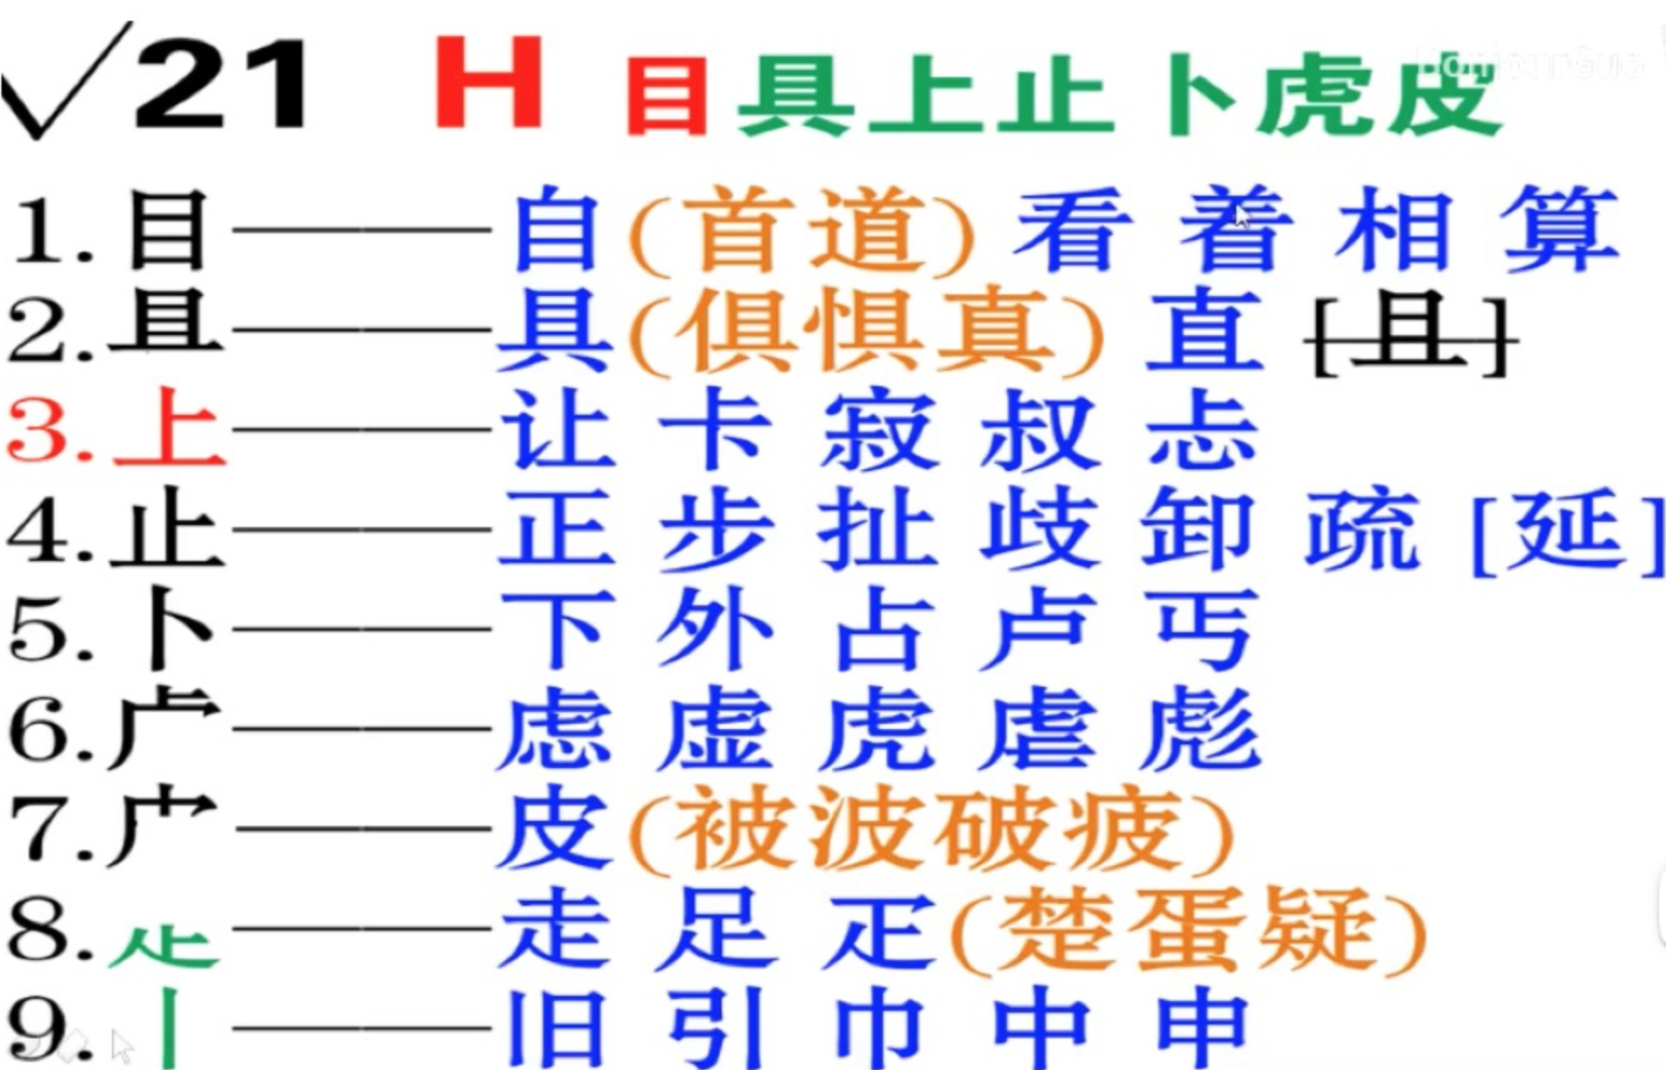 √21 H 目具上止卜虎皮
1.目——自(首道) 看 着 相 算
2.具——具(俱惧真) 直 [且]
3.上——让 卡 寂 叔 忐
4.止——正 步 扯 歧 卸 疏 [延]
5.卜——下 外 占 卢 丐
6.虍——虑 虚 虎 虐 彪
7.⺁——皮(被波破疲)
8.龰——走 足 疋(楚蛋疑)
9.丨——旧 引 巾 中 申